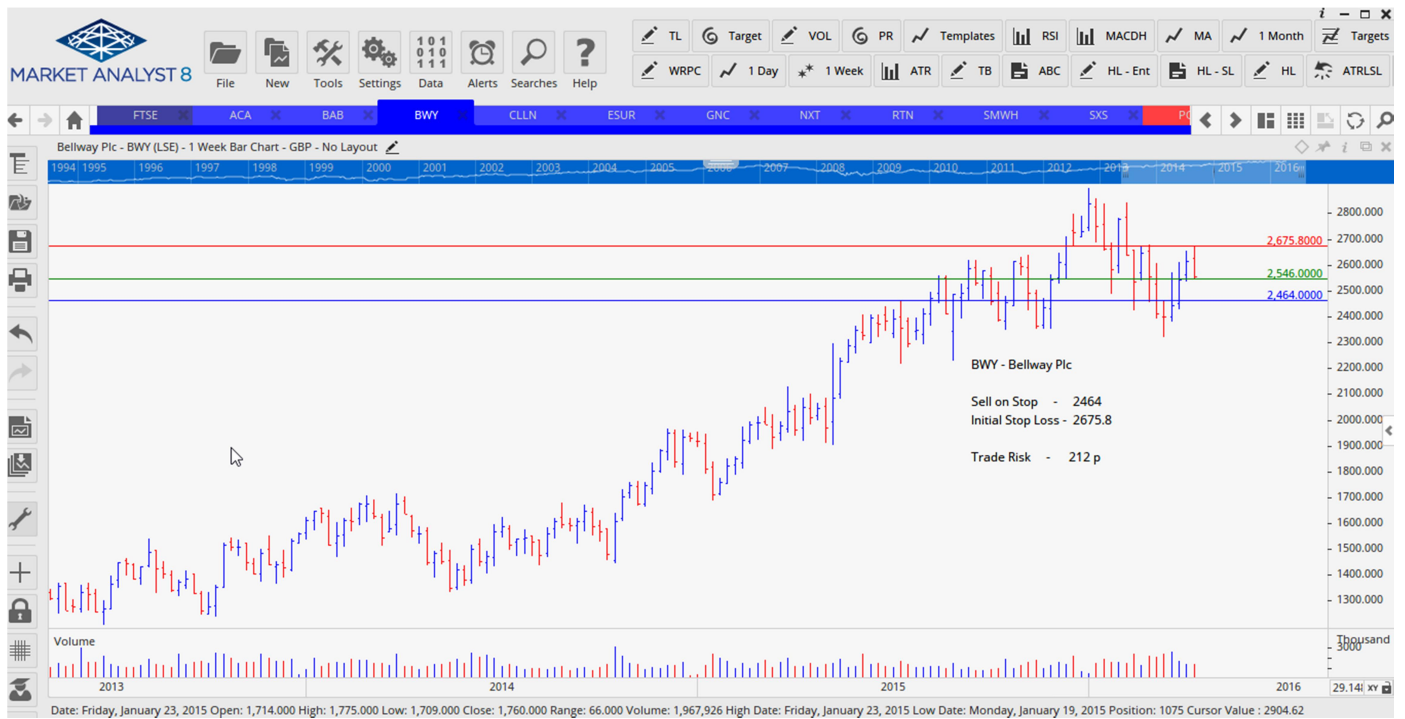 MARKET ANALYST 8
File New Tools Settings Data Alerts Searches Help
TL Target VOL PR Templates RSI MACDH MA 1 Month Targets
WRPC 1 Day 1 Week ATR TB ABC HL - Ent HL - SL HL ATRLSL
FTSE ACA BAB BWY CLLN ESUR GNC NXT RTN SMWH SXS
Bellway Plc - BWY (LSE) - 1 Week Bar Chart - GBP - No Layout
1994 1995 1996 1997 1998 1999 2000 2001 2002 2003 2004 2005 2006 2007 2008 2009 2010 2011 2012 2013 2014 2015 2016
2800.000
2,675.8000 2700.000
2600.000
2,546.0000
2500.000
2,464.0000
2400.000
2300.000
2200.000
2100.000
2000.000
1900.000
1800.000
1700.000
1600.000
1500.000
1400.000
1300.000
BWY - Bellway Plc
Sell on Stop - 2464
Initial Stop Loss - 2675.8
Trade Risk - 212 p
Volume Thousand
3000
2013 2014 2015 2016 XY
Date: Friday, January 23, 2015 Open: 1,714.000 High: 1,775.000 Low: 1,709.000 Close: 1,760.000 Range: 66.000 Volume: 1,967,926 High Date: Friday, January 23, 2015 Low Date: Monday, January 19, 2015 Position: 1075 Cursor Value : 2904.62